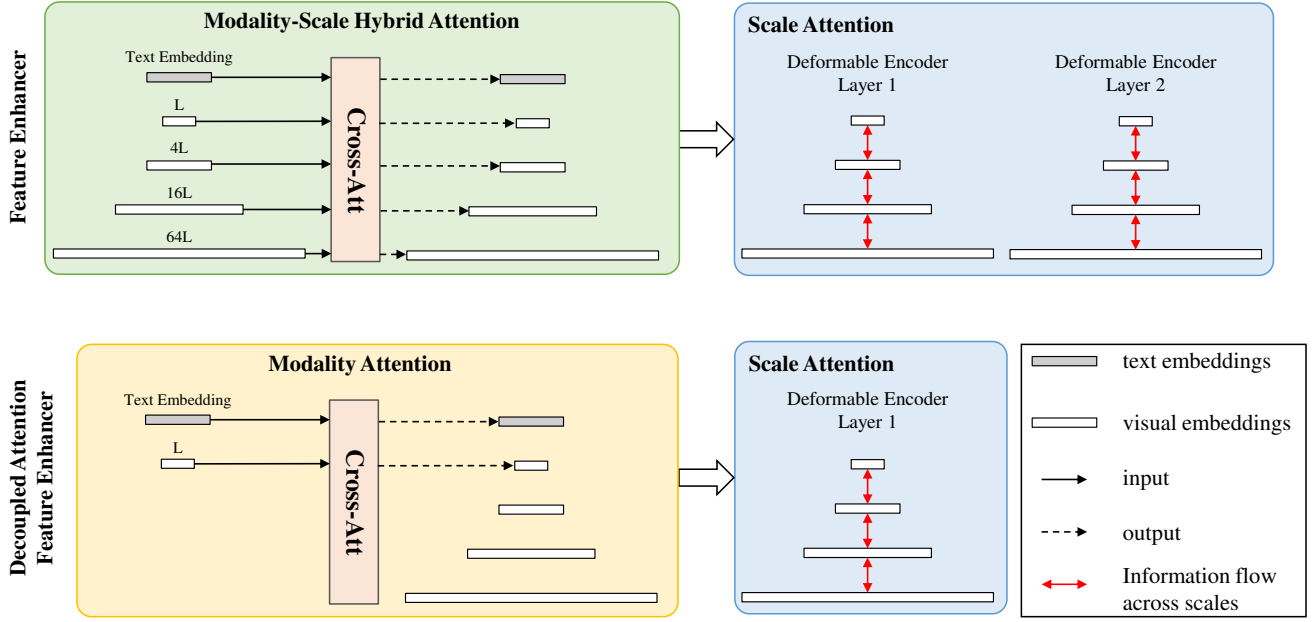 Feature Enhancer
Modality-Scale Hybrid Attention
Text Embedding
L
4L
16L
64L
Cross-Att
Scale Attention
Deformable Encoder
Layer 1
Deformable Encoder
Layer 2
Decoupled Attention
Feature Enhancer
Modality Attention
Text Embedding
L
Cross-Att
Scale Attention
Deformable Encoder
Layer 1
text embeddings
visual embeddings
input
output
Information flow
across scales